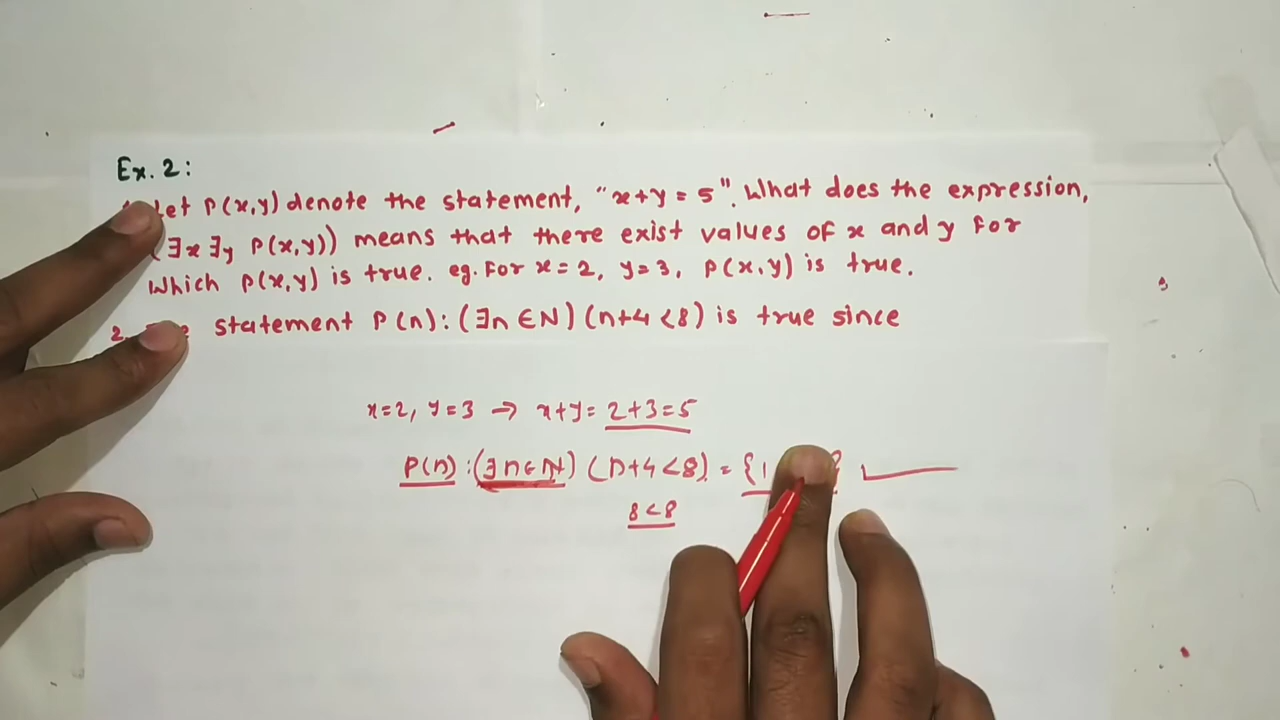 Ex. 2:
Let P(x,y) denote the statement, "x+y = 5". What does the expression,
(∃x ∃y P(x,y)) means that there exist values of x and y for
which P(x,y) is true. eg. For x=2, y=3, P(x,y) is true.
2. statement P(n): (∃n ∈ N) (n+4 < 8) is true since
x=2, y=3 → x+y= 2+3=5
P(n) : (∃ n ∈ N) (n+4 < 8) = {1
8 < 8